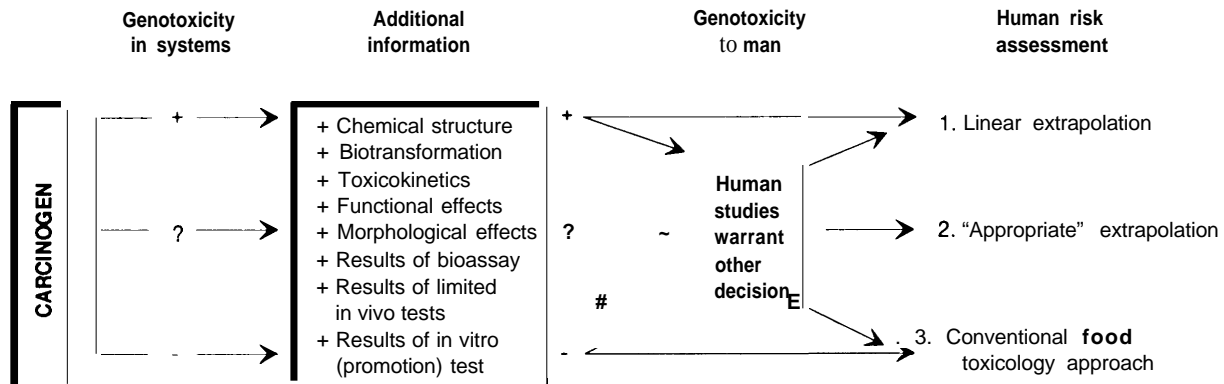 Genotoxicity
in systems
Additional
information
Genotoxicity
to man
Human risk
assessment
CARCINOGEN
+
?
-
+ Chemical structure
+ Biotransformation
+ Toxicokinetics
+ Functional effects
+ Morphological effects
+ Results of bioassay
+ Results of limited
in vivo tests
+ Results of in vitro
(promotion) test
+
?
~
#
-
Human
studies
warrant
other
decision
E
1. Linear extrapolation
2. “Appropriate” extrapolation
. 3. Conventional food
toxicology approach